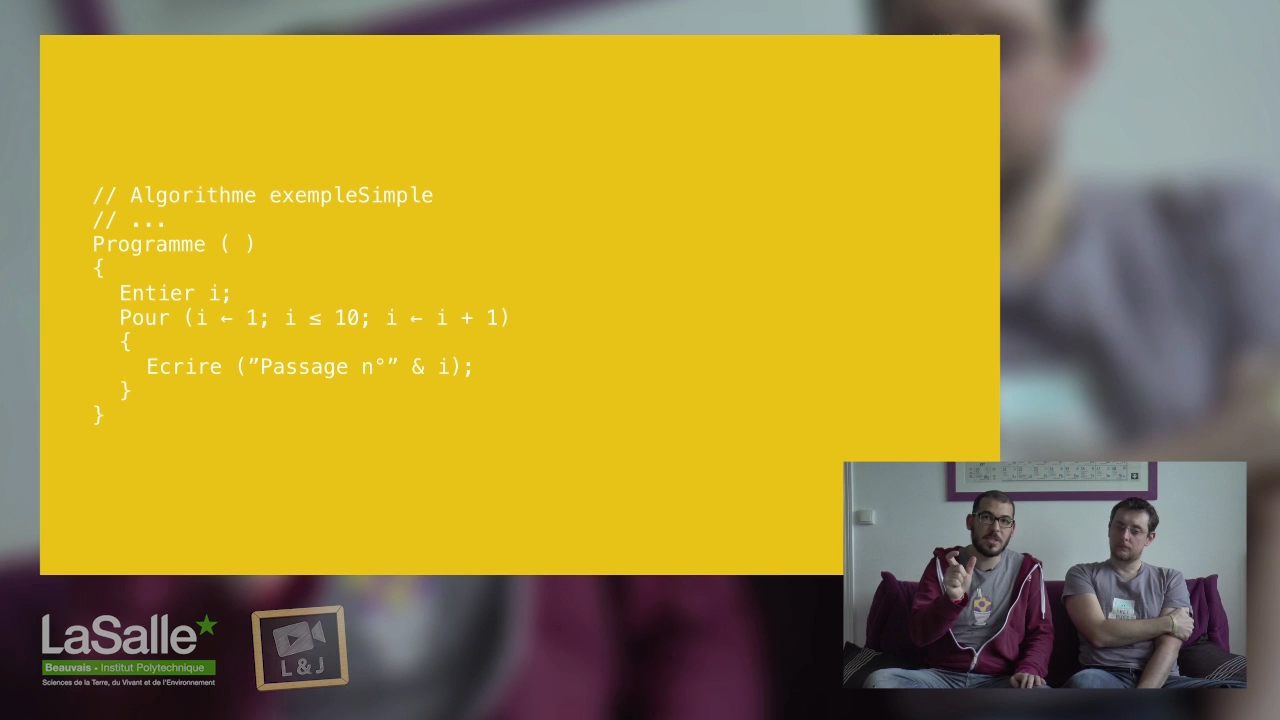 // Algorithme exempleSimple
// ...
Programme ( )
{
Entier i;
Pour (i ← 1; i ≤ 10; i ← i + 1)
{
Ecrire (”Passage n°” & i);
}
}
LaSalle
Beauvais • Institut Polytechnique
Sciences de la Terre, du Vivant et de l'Environnement
L&J